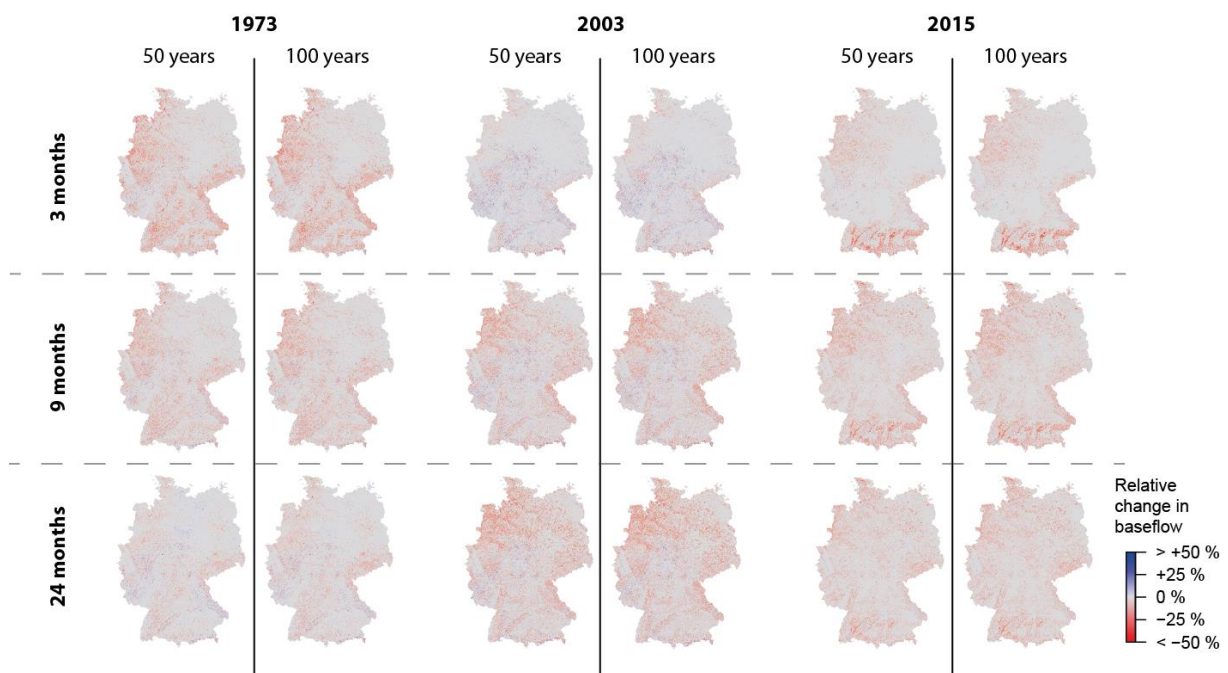 1973
2003
2015
50 years
100 years
50 years
100 years
50 years
100 years
3 months
9 months
24 months
Relative
change in
baseflow
> +50 %
+25 %
0 %
−25 %
< −50 %